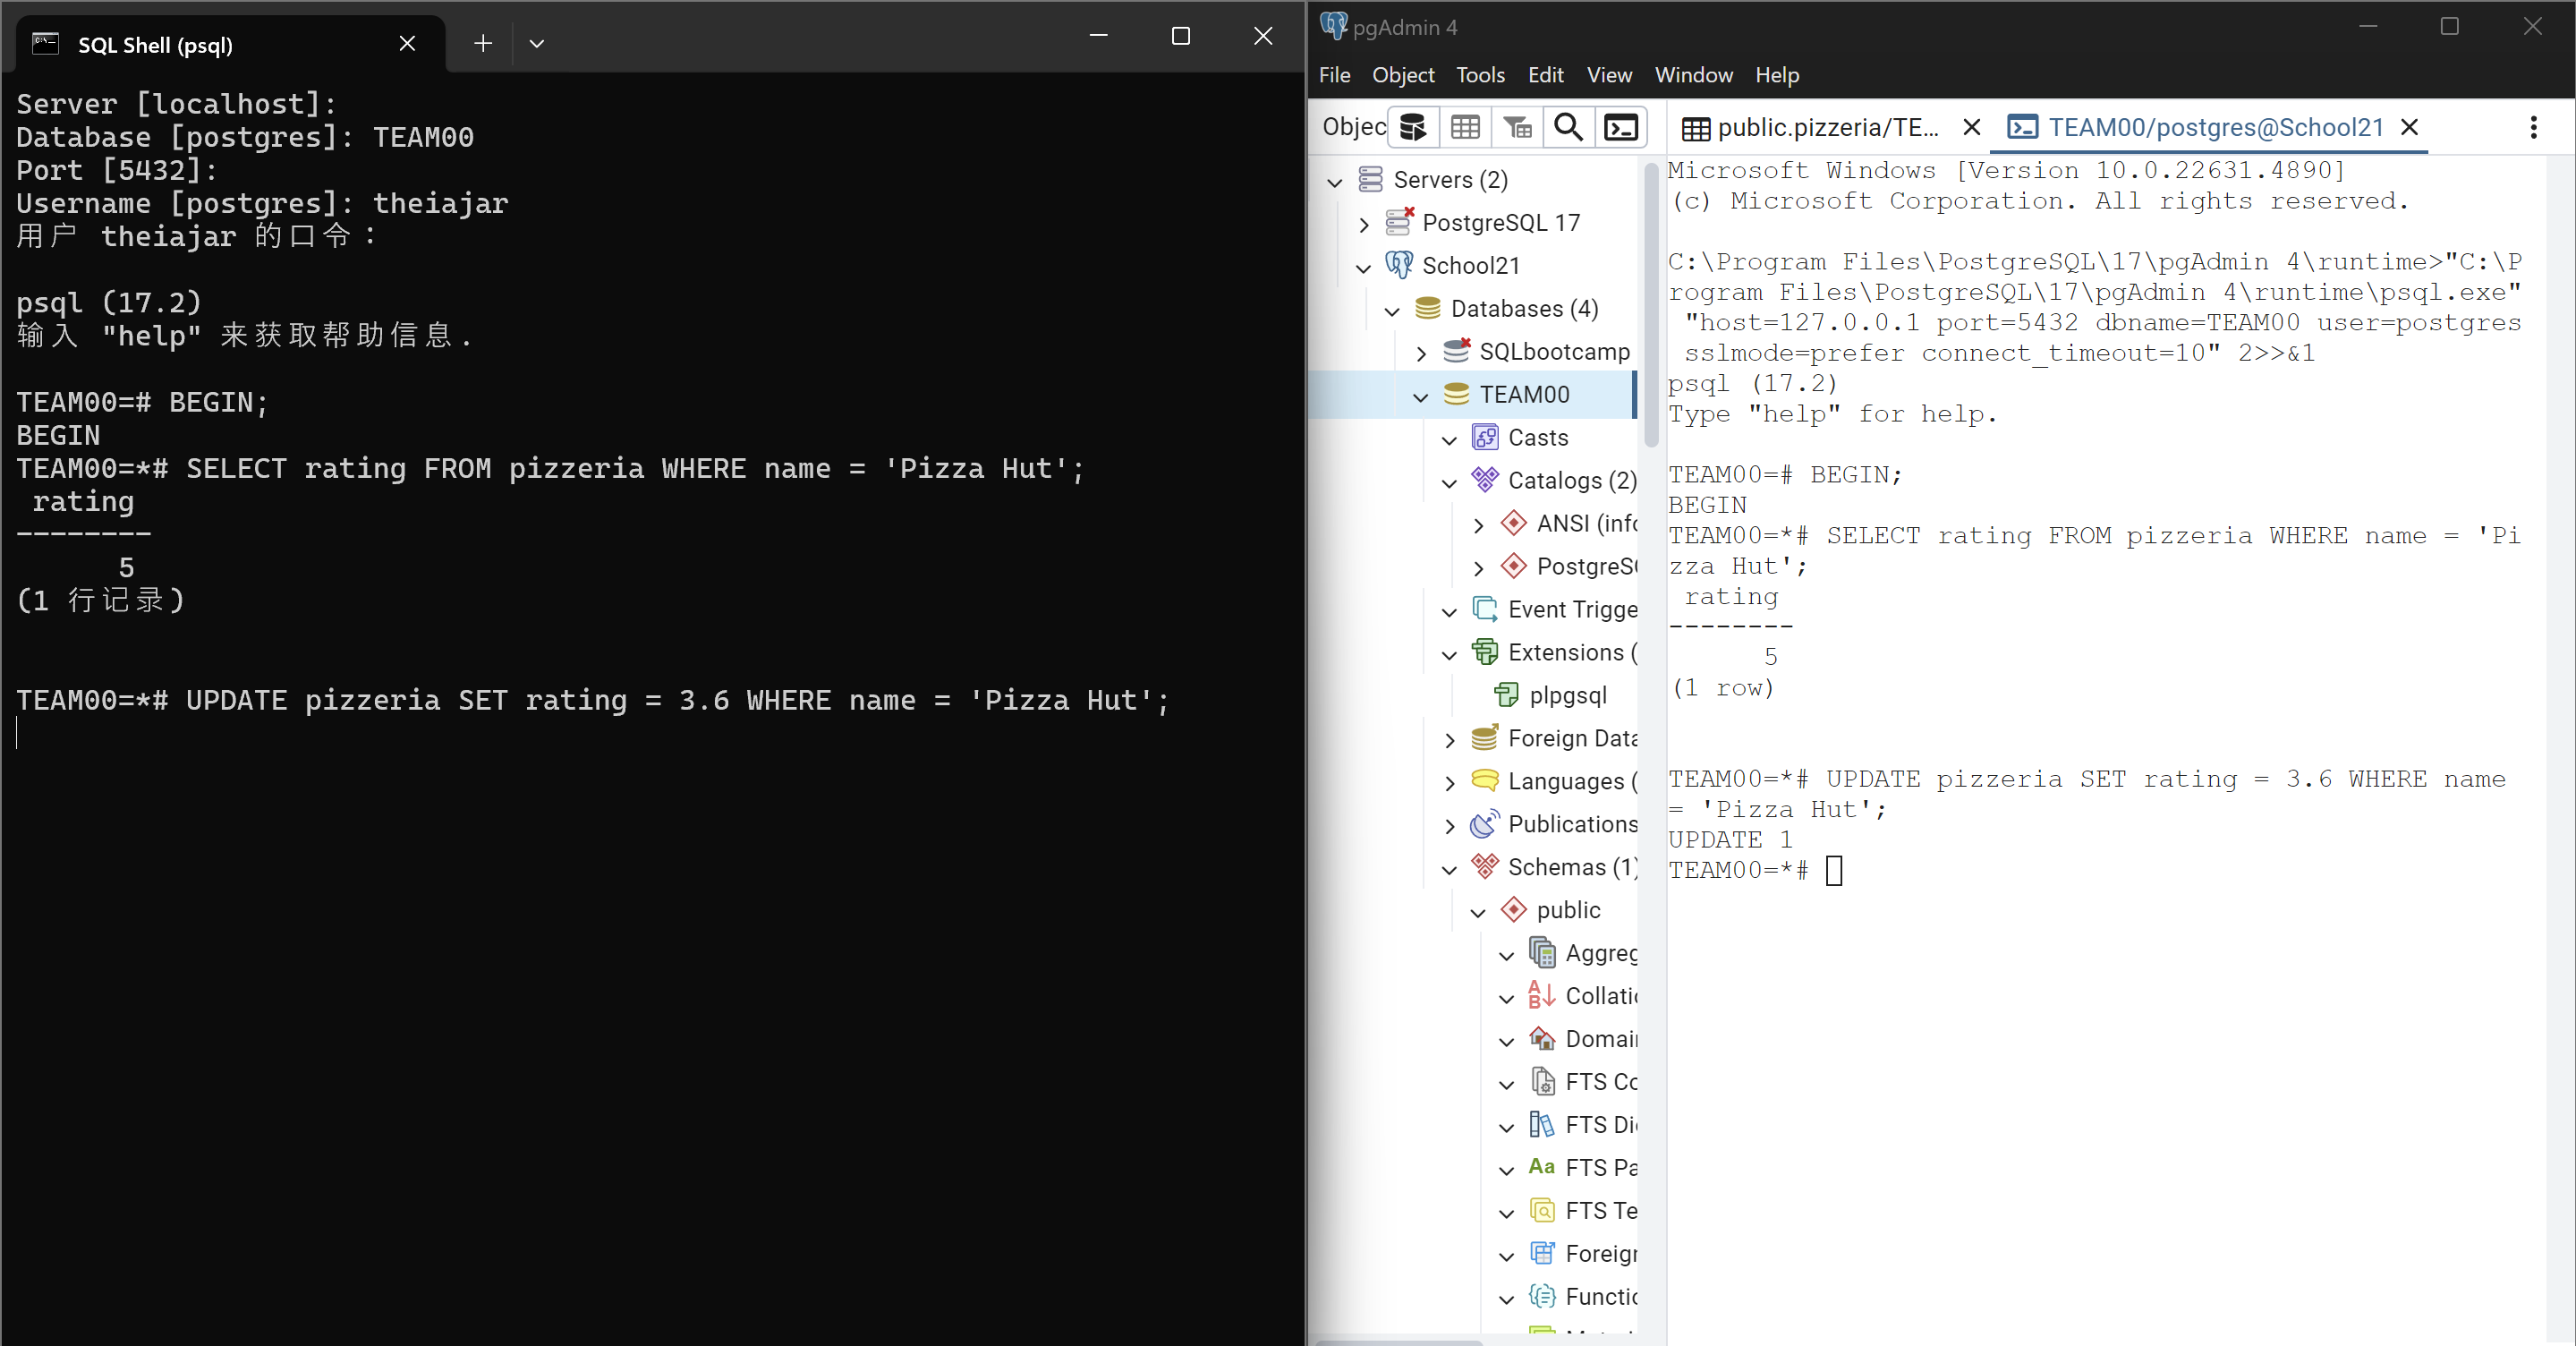 SQL Shell (psql)
Server [localhost]:
Database [postgres]: TEAM00
Port [5432]:
Username [postgres]: theiajar
用户 theiajar 的口令：
psql (17.2)
输入 "help" 来获取帮助信息.
TEAM00=# BEGIN;
BEGIN
TEAM00=*# SELECT rating FROM pizzeria WHERE name = 'Pizza Hut';
rating
--------
5
(1 行记录)
TEAM00=*# UPDATE pizzeria SET rating = 3.6 WHERE name = 'Pizza Hut';
pgAdmin 4
File Object Tools Edit View Window Help
Objec
public.pizzeria/TE...
TEAM00/postgres@School21
Servers (2)
PostgreSQL 17
School21
Databases (4)
SQLbootcamp
TEAM00
Casts
Catalogs (2)
ANSI (info
PostgreS
Event Trigge
Extensions (
plpgsql
Foreign Data
Languages (
Publications
Schemas (1)
public
Aggreg
Collatio
Domai
FTS Co
FTS Di
FTS Pa
FTS Te
Foreig
Functio
Microsoft Windows [Version 10.0.22631.4890]
(c) Microsoft Corporation. All rights reserved.
C:\Program Files\PostgreSQL\17\pgAdmin 4\runtime>"C:\P
rogram Files\PostgreSQL\17\pgAdmin 4\runtime\psql.exe"
"host=127.0.0.1 port=5432 dbname=TEAM00 user=postgres
sslmode=prefer connect_timeout=10" 2>>&1
psql (17.2)
Type "help" for help.
TEAM00=# BEGIN;
BEGIN
TEAM00=*# SELECT rating FROM pizzeria WHERE name = 'Pi
zza Hut';
rating
--------
5
(1 row)
TEAM00=*# UPDATE pizzeria SET rating = 3.6 WHERE name
= 'Pizza Hut';
UPDATE 1
TEAM00=*#